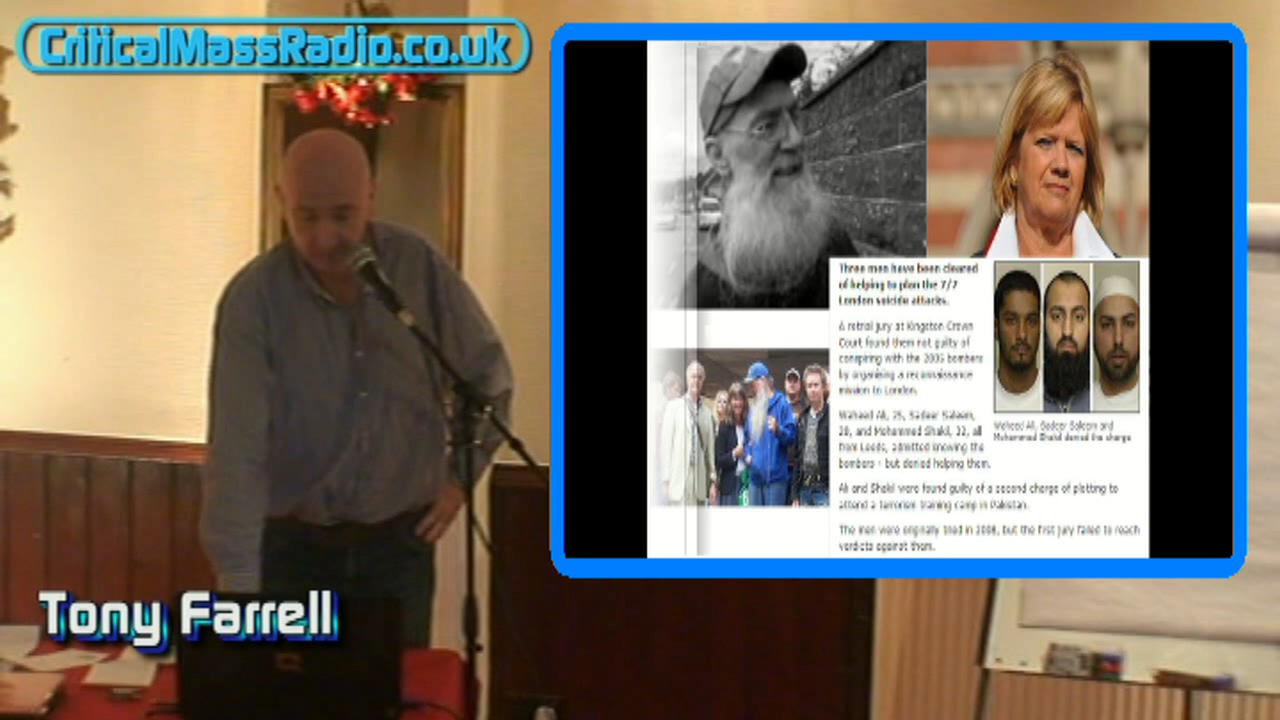 CriticalMassRadio.co.uk
Three men have been cleared
of helping to plan the 7/7
London suicide attacks.
A retrial jury at Kingston Crown
Court found them not guilty of
conspiring with the 2005 bombers
by organising a reconnaissance
mission to London.
Waheed Ali, 25, Sadeer Saleem,
28, and Mohammed Shakil, 32, all
from Leeds, admitted knowing the
bombers - but denied helping them.
Waheed Ali, Sadeer Saleem and
Mohammed Shakil denied the charge
Ali and Shakil were found guilty of a second charge of plotting to
attend a terrorism training camp in Pakistan.
The men were originally tried in 2008, but the first jury failed to reach
verdicts against them.
Tony Farrell